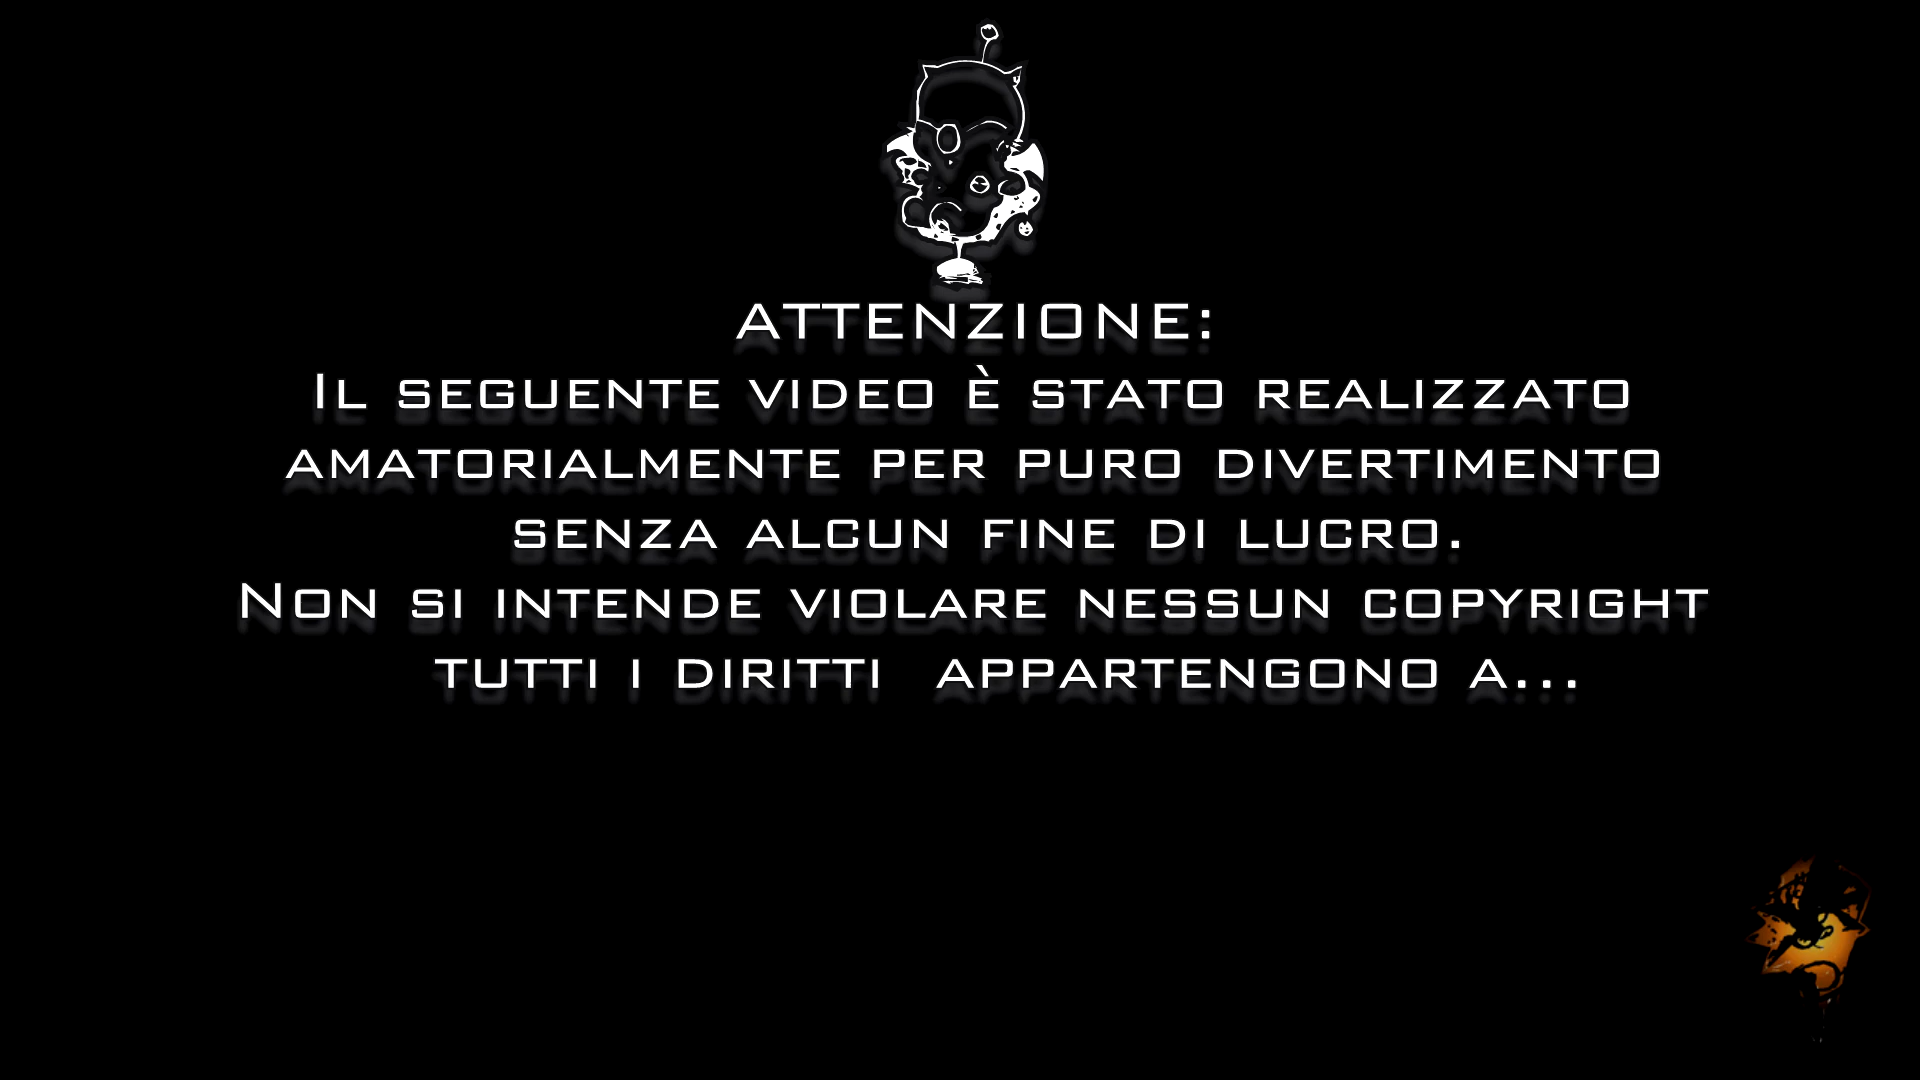 ATTENZIONE:
IL SEGUENTE VIDEO È STATO REALIZZATO
AMATORIALMENTE PER PURO DIVERTIMENTO
SENZA ALCUN FINE DI LUCRO.
NON SI INTENDE VIOLARE NESSUN COPYRIGHT
TUTTI I DIRITTI APPARTENGONO A...